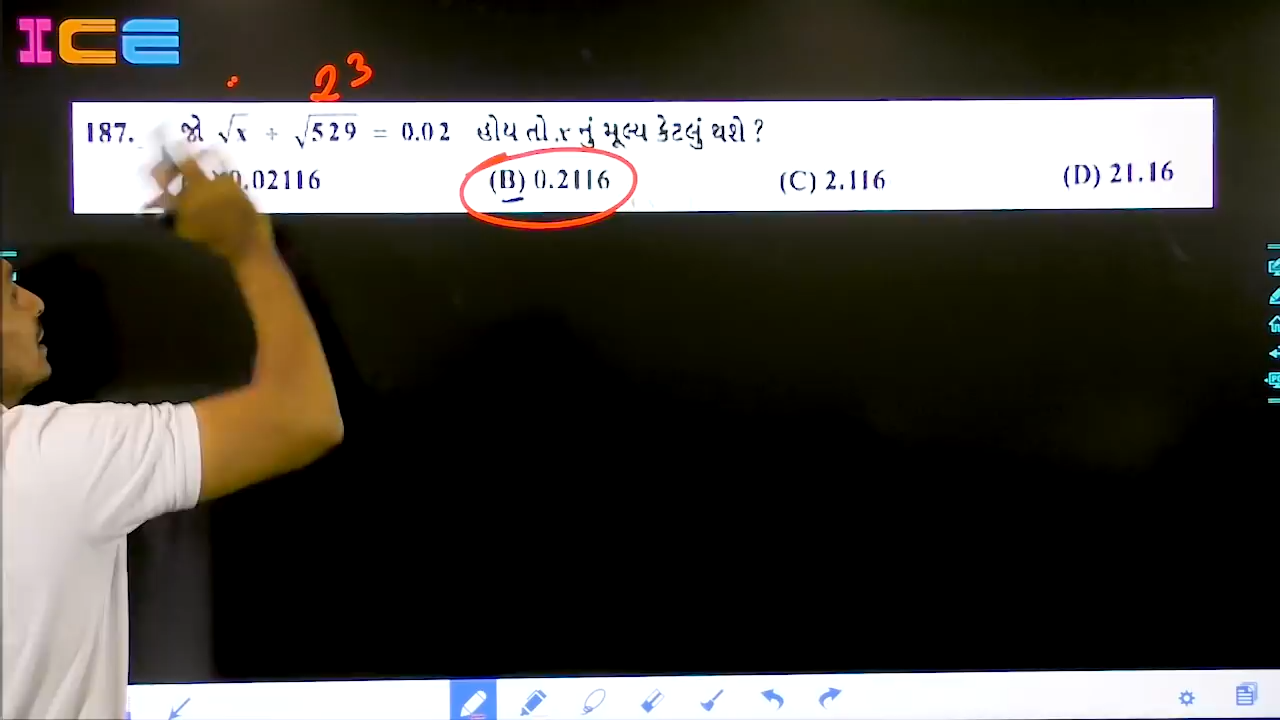 ICE
23
187. જો √x + √529 = 0.02 હોય તો x નું મૂલ્ય કેટલું થશે ?
0.02116 (B) 0.2116 (C) 2.116 (D) 21.16